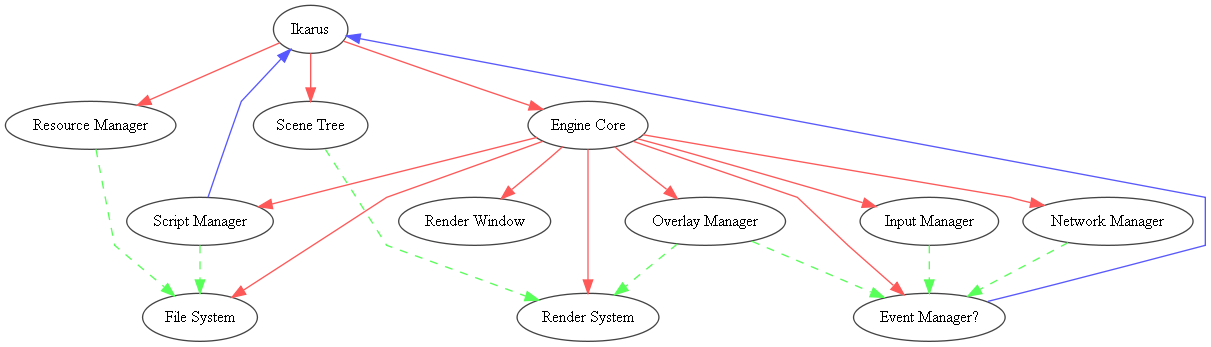 Ikarus
Resource Manager
Scene Tree
Engine Core
Script Manager
Render Window
Overlay Manager
Input Manager
Network Manager
File System
Render System
Event Manager?